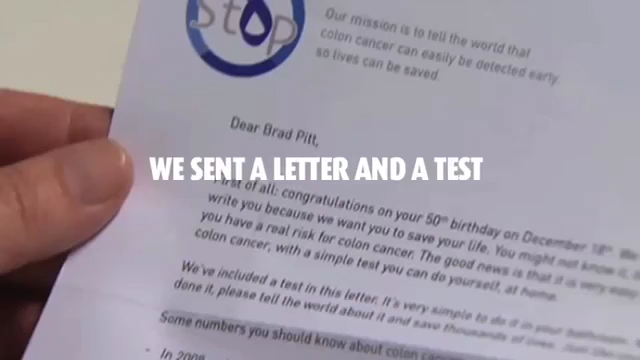 Stop
Our mission is to tell the world that
colon cancer can easily be detected early
so lives can be saved
Dear Brad Pitt,
WE SENT A LETTER AND A TEST
First of all: congratulations on your 50th birthday on December 18th. We
write you because we want you to save your life. You might not know it,
you have a real risk for colon cancer. The good news is that it is very easy
colon cancer, with a simple test you can do yourself, at home.
We've included a test in this letter. It's very simple to do it in your bathroom.
done it, please tell the world about it and save thousands of lives.
Some numbers you should know about colon
- In 2008